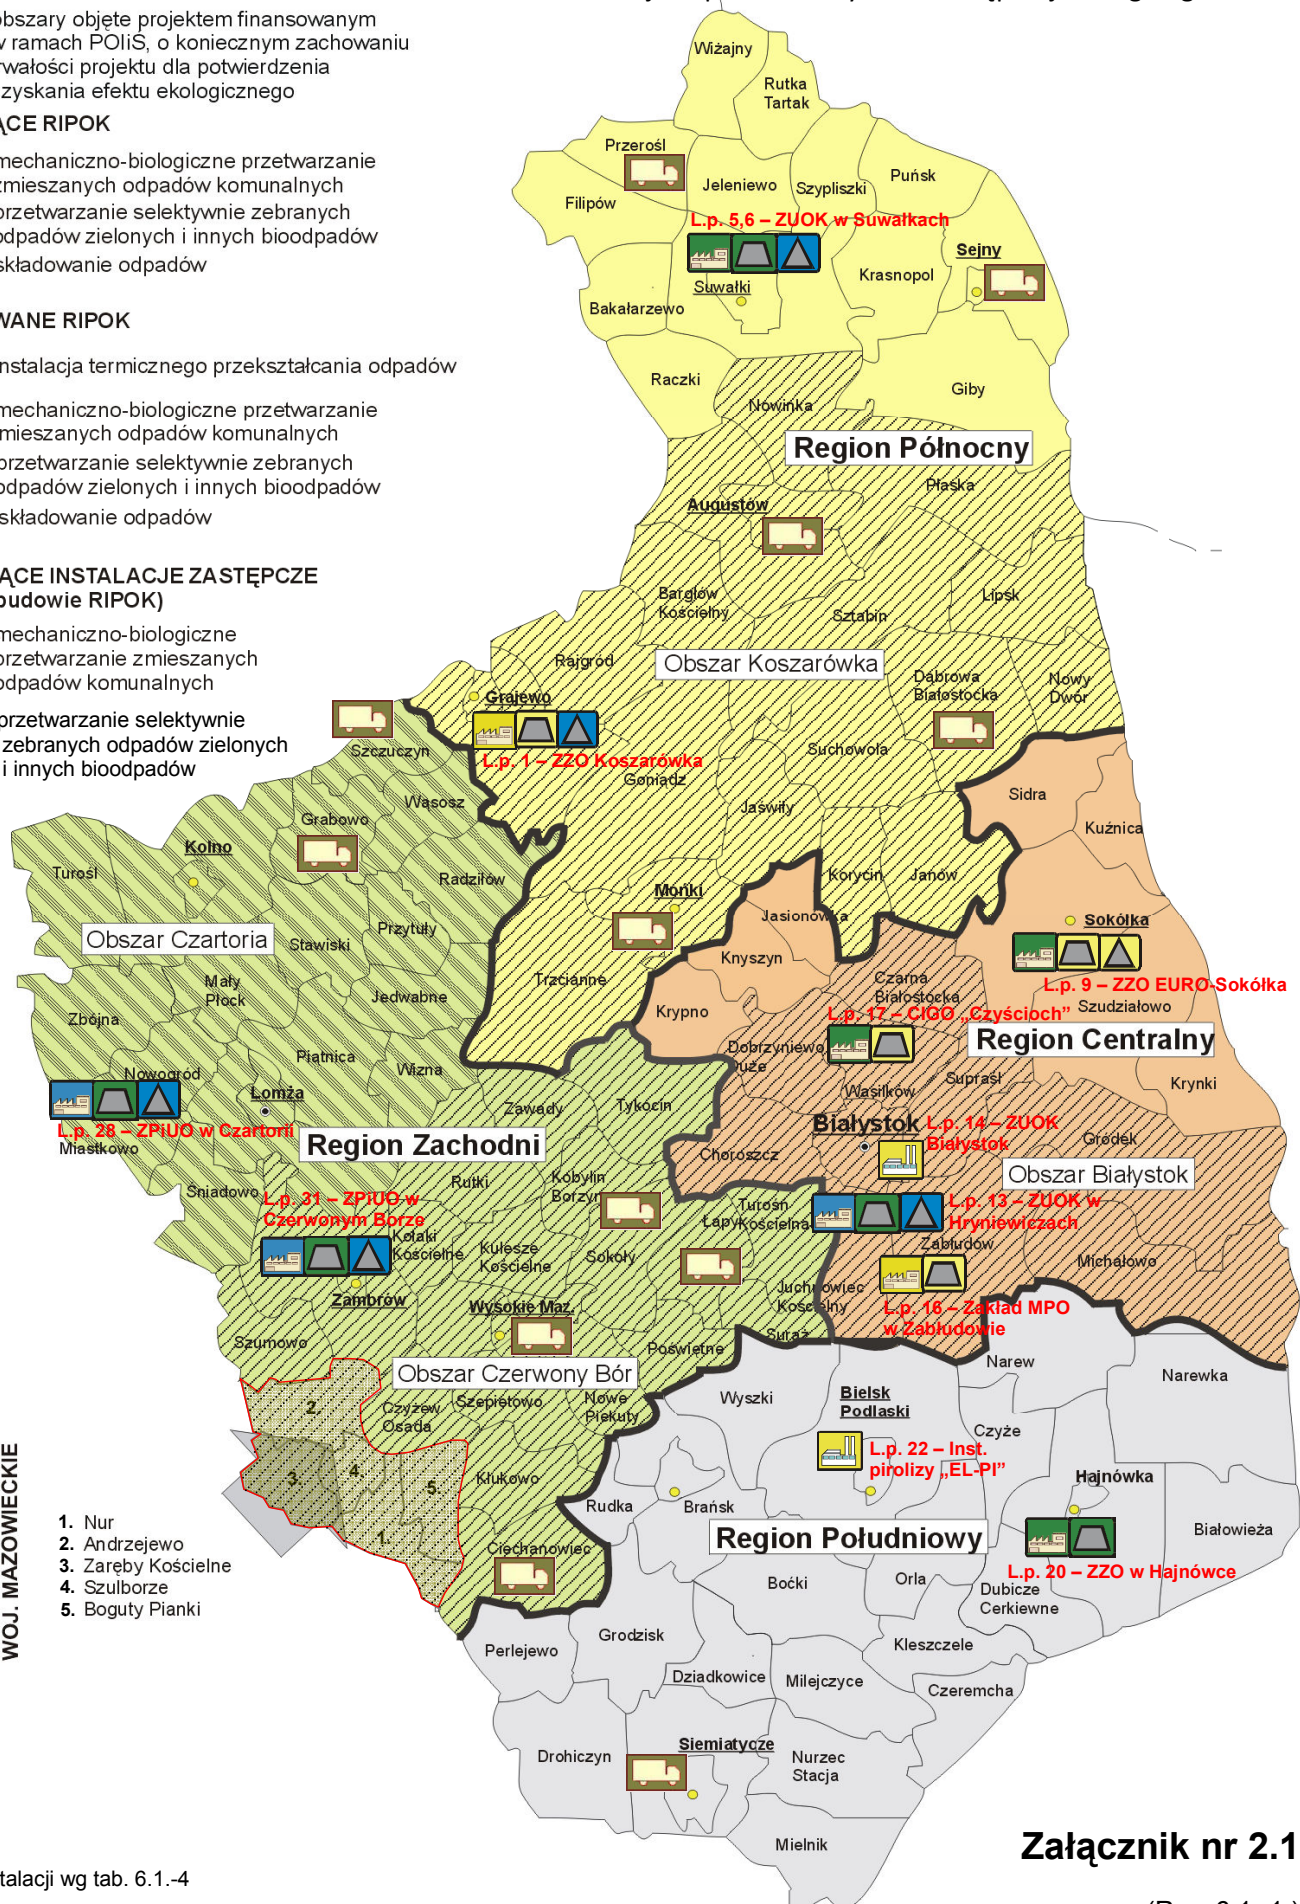 obszary objęte projektem finansowanym
w ramach POIiŚ, o koniecznym zachowaniu
rwałości projektu dla potwierdzenia
zyskania efektu ekologicznego
ĄCE RIPOK
mechaniczno-biologiczne przetwarzanie
zmieszanych odpadów komunalnych
przetwarzanie selektywnie zebranych
odpadów zielonych i innych bioodpadów
składowanie odpadów
WANE RIPOK
nstalacja termicznego przekształcania odpadów
mechaniczno-biologiczne przetwarzanie
mieszanych odpadów komunalnych
przetwarzanie selektywnie zebranych
odpadów zielonych i innych bioodpadów
składowanie odpadów
ĄCE INSTALACJE ZASTĘPCZE
budowie RIPOK)
mechaniczno-biologiczne
przetwarzanie zmieszanych
odpadów komunalnych
przetwarzanie selektywnie
zebranych odpadów zielonych
i innych bioodpadów
Wiżajny
Rutka
Tartak
Przerośl
Jeleniewo
Szypliszki
Puńsk
Filipów
L.p. 5,6 – ZUOK w Suwałkach
Sejny
Krasnopol
Suwałki
Bakałarzewo
Raczki
Giby
Nowinka
Region Północny
Płaska
Augustów
Bargłów
Kościelny
Lipsk
Sztabin
Rajgród
Obszar Koszarówka
Dąbrowa
Białostocka
Nowy
Dwór
Grajewo
Szczuczyn
L.p. 1 – ZZO Koszarówka
Suchowola
Goniądz
Sidra
Wąsosz
Jaświły
Grabowo
Kuźnica
Kolno
Turośl
Radziłów
Mońki
Korycin
Janów
Jasionówka
Sokółka
Przytuły
Obszar Czartoria
Stawiski
Knyszyn
Trzcianne
Mały
Płock
Jedwabne
Czarna
Białostocka
L.p. 9 – ZZO EURO-Sokółka
Szudziałowo
Zbójna
Krypno
L.p. 17 – CIGO „Czyścioch”
Region Centralny
Piątnica
Dobrzyniewo
Duże
Wizna
Nowogród
Łomża
Wasilków
Supraśl
Krynki
Zawady
Tykocin
L.p. 28 – ZPiUO w Czartorii
Miastkowo
Region Zachodni
Białystok
L.p. 14 – ZUOK
Białystok
Gródek
Choroszcz
Obszar Białystok
Śniadowo
Rutki
Kobylin
Borzyny
L.p. 31 – ZPiUO w
Czerwonym Borze
Turośń
Kościelna
Łapy
L.p. 13 – ZUOK w
Hryniewiczach
Kołaki
Kościelne
Kulesze
Kościelne
Sokoły
Zabłudów
Michałowo
Juchnowiec
Kościelny
Zambrów
Wysokie Maz.
L.p. 16 – Zakład MPO
w Zabłudowie
Suraż
Szumowo
Poświętne
Obszar Czerwony Bór
Narew
Narewka
Czyżew
Osada
Szepietowo
Nowe
Piekuty
Wyszki
Bielsk
Podlaski
2.
Czyże
L.p. 22 – Inst.
pirolizy „EL-PI”
3.
4.
5.
Klukowo
Hajnówka
Rudka
Brańsk
WOJ. MAZOWIECKIE
1.
Region Południowy
Białowieża
1. Nur
2. Andrzejewo
3. Zaręby Kościelne
4. Szulborze
5. Boguty Pianki
Ciechanowiec
L.p. 20 – ZZO w Hajnówce
Boćki
Orla
Dubicze
Cerkiewne
Grodzisk
Perlejewo
Kleszczele
Dziadkowice
Milejczyce
Czeremcha
Siemiatycze
Drohiczyn
Nurzec
Stacja
Mielnik
Załącznik nr 2.1
talacji wg tab. 6.1.-4